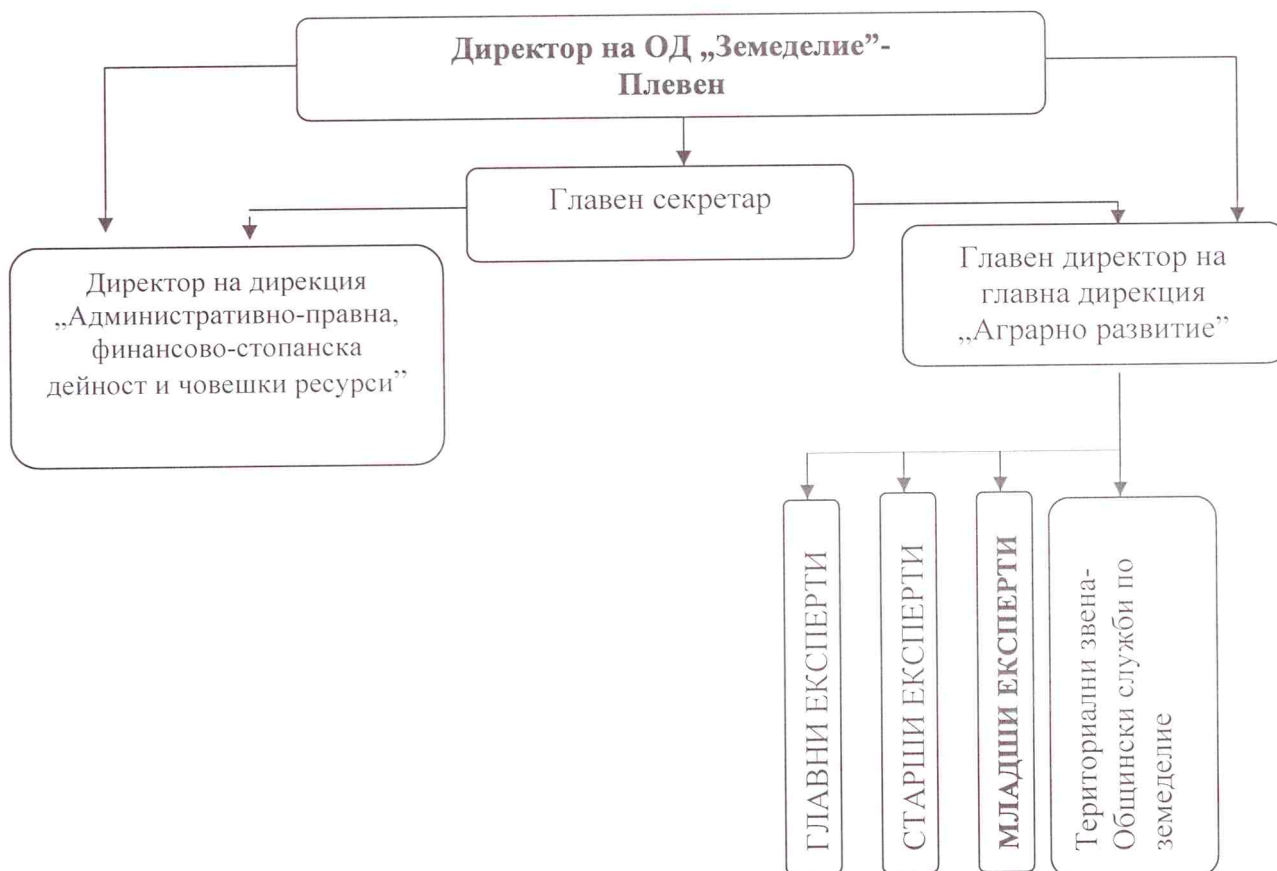 Директор на ОД „Земеделие”-
Плевен
Главен секретар
Директор на дирекция
„Административно-правна,
финансово-стопанска
дейност и човешки ресурси”
Главен директор на
главна дирекция
„Аграрно развитие”
ГЛАВНИ ЕКСПЕРТИ
СТАРШИ ЕКСПЕРТИ
МЛАДШИ ЕКСПЕРТИ
Териториални звена-
Общински служби по
земеделие